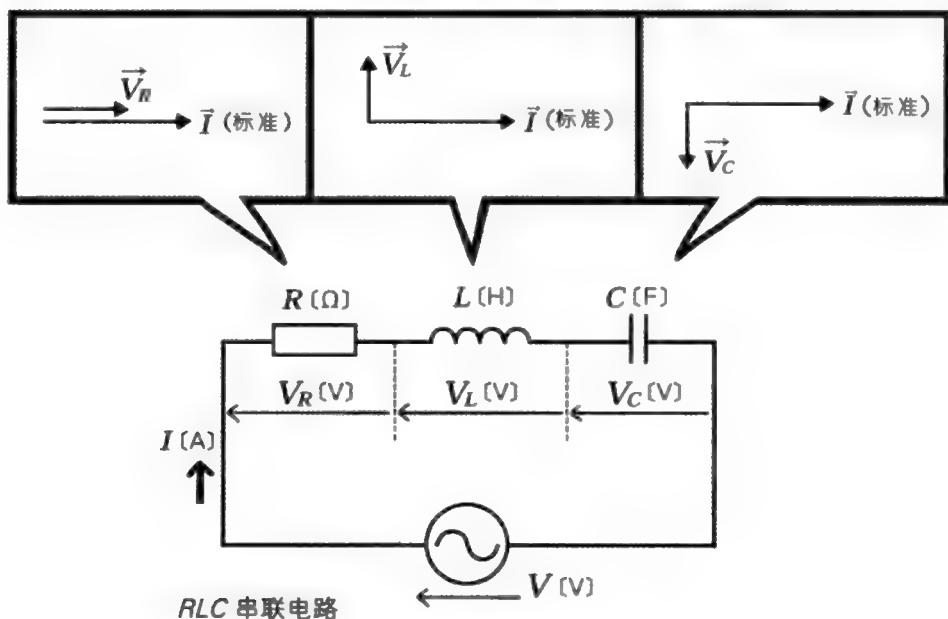 V_R
I (标准)
V_L
I (标准)
I (标准)
V_C
R [Ω]
L [H]
C [F]
V_R [V]
V_L [V]
V_C [V]
I [A]
V [V]
RLC 串联电路